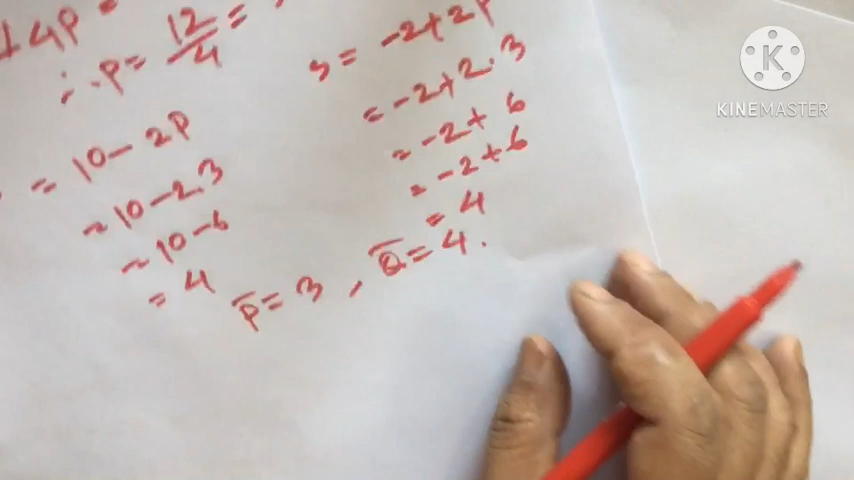 +4P =
∴ P = 12/4 =
= 10 - 2P
= 10 - 2.3
= 10 - 6
= 4
S = -2 + 2P
= -2 + 2.3
= -2 + 6
= -2 + 6
= 4
P̅ = 3, Q̅ = 4.
KINEMASTER